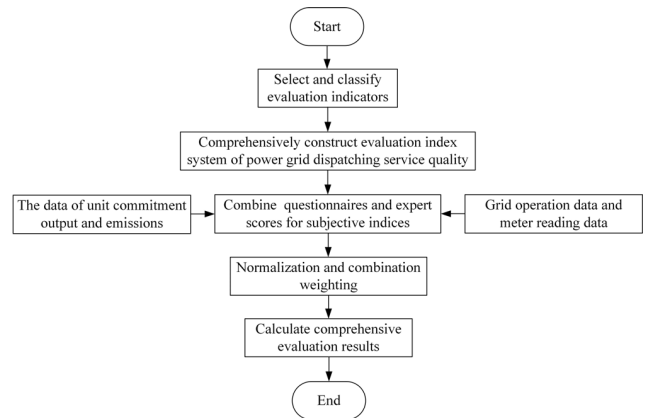 Start
Select and classify
evaluation indicators
Comprehensively construct evaluation index
system of power grid dispatching service quality
The data of unit commitment
output and emissions
Combine questionnaires and expert
scores for subjective indices
Grid operation data and
meter reading data
Normalization and combination
weighting
Calculate comprehensive
evaluation results
End